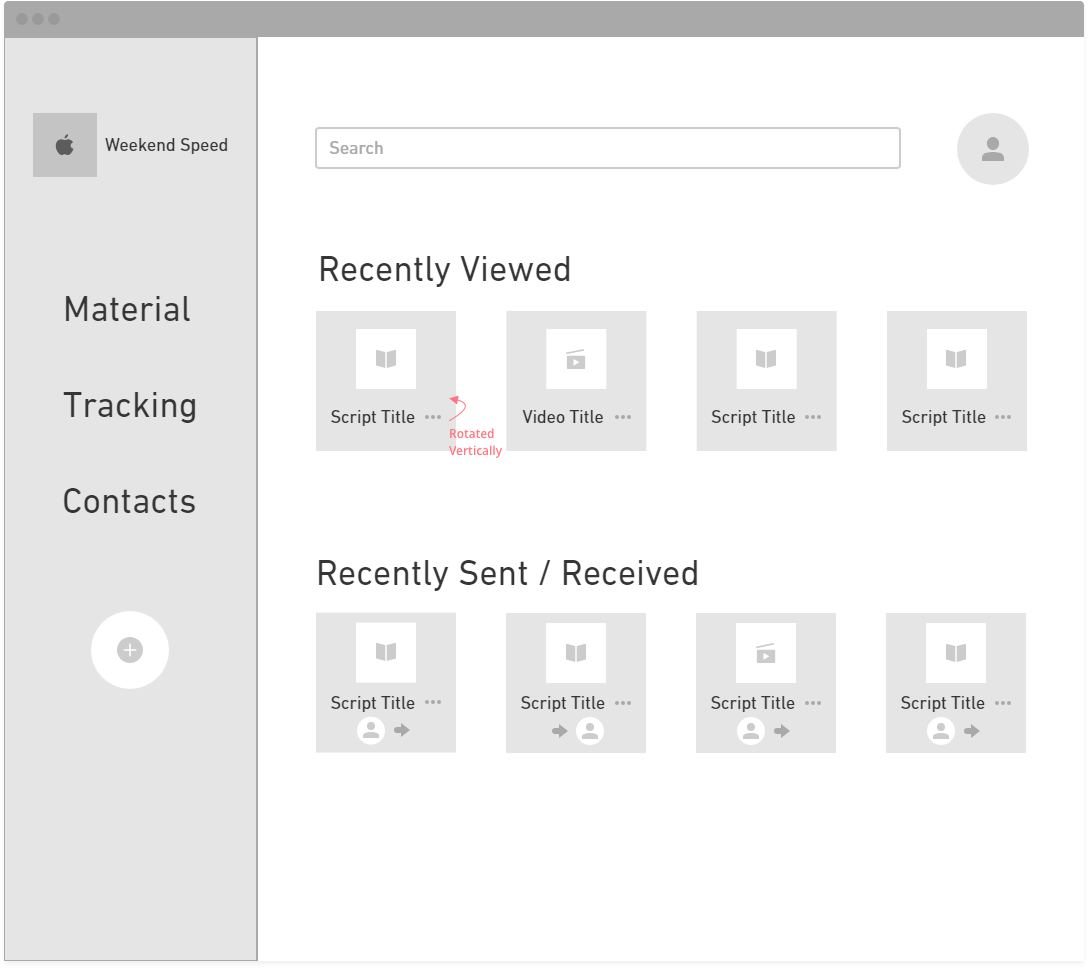 Weekend Speed
Search
Material
Tracking
Contacts
Recently Viewed
Script Title
Video Title
Script Title
Script Title
Rotated
Vertically
Recently Sent / Received
Script Title
Script Title
Script Title
Script Title